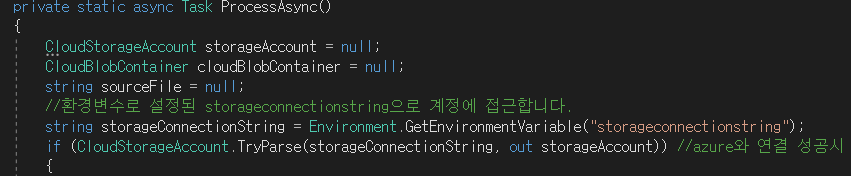 private static async Task ProcessAsync()
{
CloudStorageAccount storageAccount = null;
CloudBlobContainer cloudBlobContainer = null;
string sourceFile = null;
//환경변수로 설정된 storageconnectionstring으로 계정에 접근합니다.
string storageConnectionString = Environment.GetEnvironmentVariable("storageconnectionstring");
if (CloudStorageAccount.TryParse(storageConnectionString, out storageAccount)) //azure와 연결 성공시
{